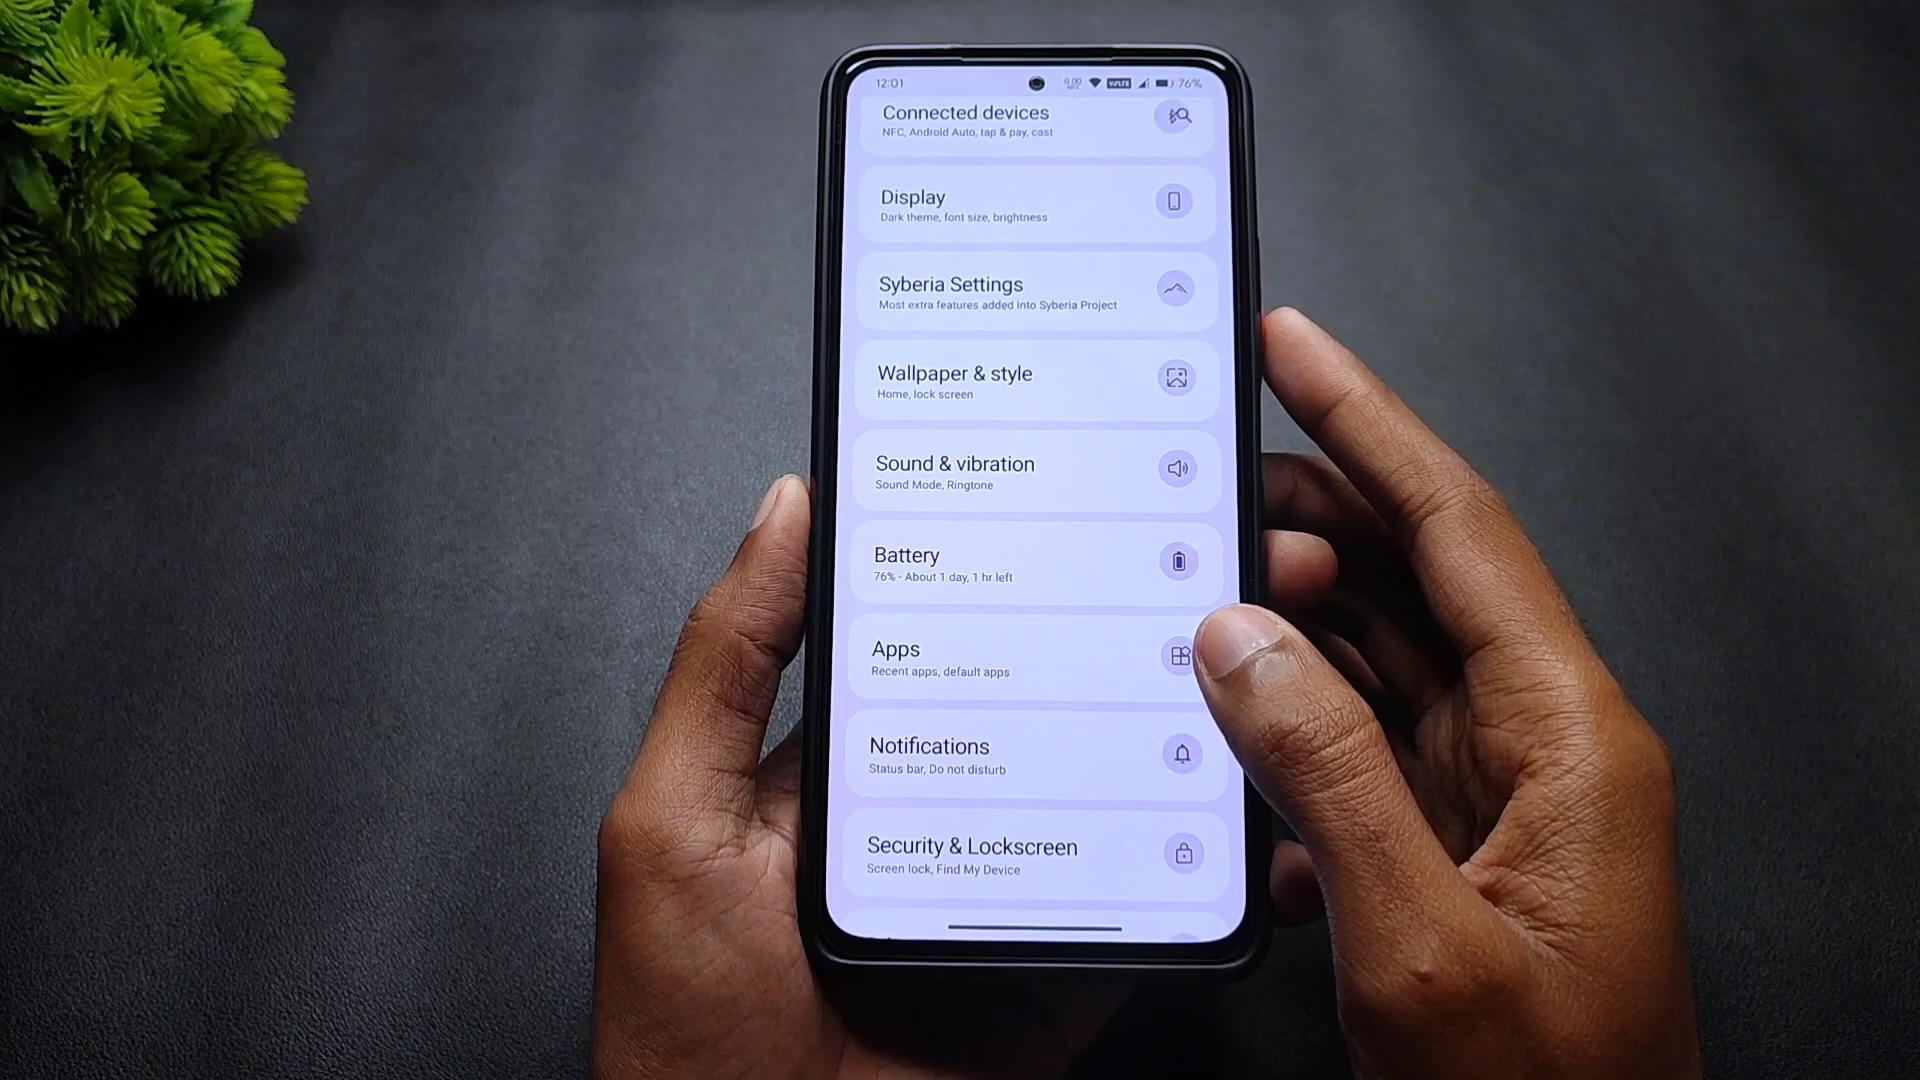 12:01
0.00
VoLTE
76%
Connected devices
NFC, Android Auto, tap & pay, cast
Display
Dark theme, font size, brightness
Syberia Settings
Most extra features added into Syberia Project
Wallpaper & style
Home, lock screen
Sound & vibration
Sound Mode, Ringtone
Battery
76% - About 1 day, 1 hr left
Apps
Recent apps, default apps
Notifications
Status bar, Do not disturb
Security & Lockscreen
Screen lock, Find My Device